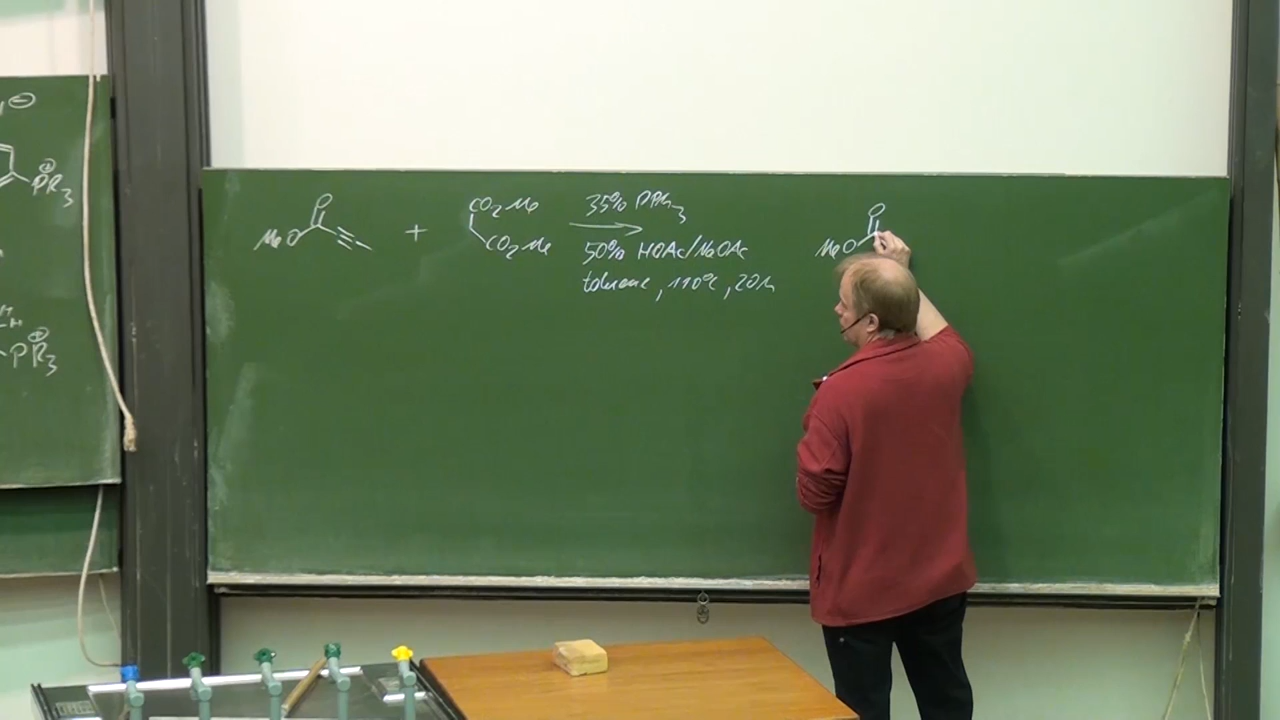 ⊖
⊕
PR3
H
H
⊕
PR3
O
MeO
+
CO2Me
CO2Me
35% PPh3
50% HOAc/NaOAc
toluene, 110°C, 20h
O
MeO